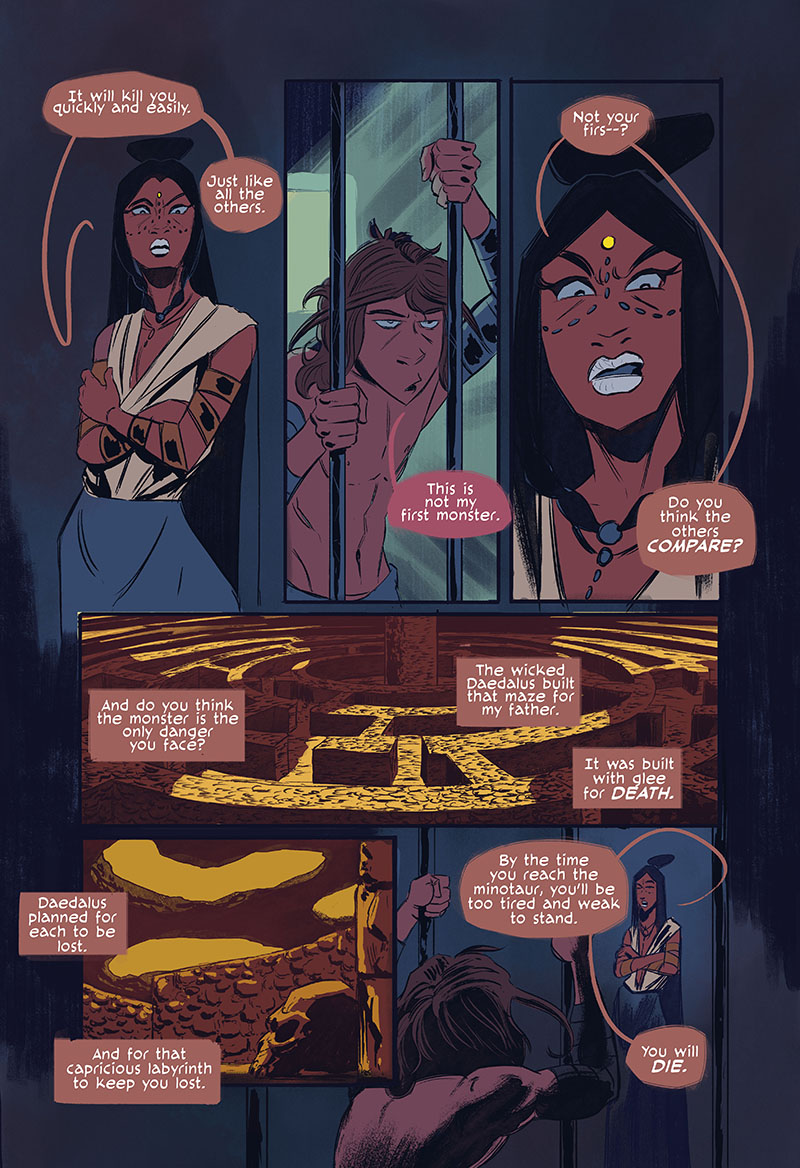 It will kill you
quickly and easily.
Just like
all the
others.
This is
not my
first monster.
Not your
firs--?
Do you
think the
others
COMPARE?
And do you think
the monster is the
only danger
you face?
The wicked
Daedalus built
that maze for
my father.
It was built
with glee
for DEATH.
Daedalus
planned for
each to be
lost.
And for that
capricious labyrinth
to keep you lost.
By the time
you reach the
minotaur, you'll be
too tired and weak
to stand.
You will
DIE.